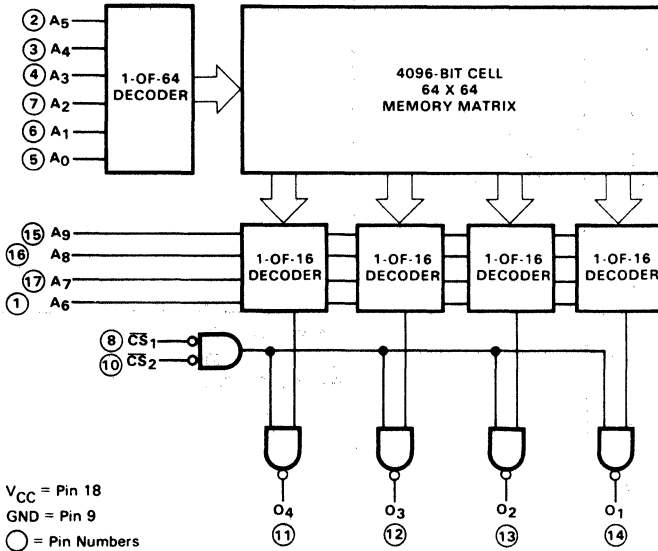 2 A5
3 A4
4 A3
7 A2
6 A1
5 A0
1-OF-64
DECODER
4096-BIT CELL
64 X 64
MEMORY MATRIX
15 A9
16 A8
17 A7
1 A6
1-OF-16
DECODER
1-OF-16
DECODER
1-OF-16
DECODER
1-OF-16
DECODER
8 C̅S̅1
10 C̅S̅2
O4
11
O3
12
O2
13
O1
14
VCC = Pin 18
GND = Pin 9
◯ = Pin Numbers